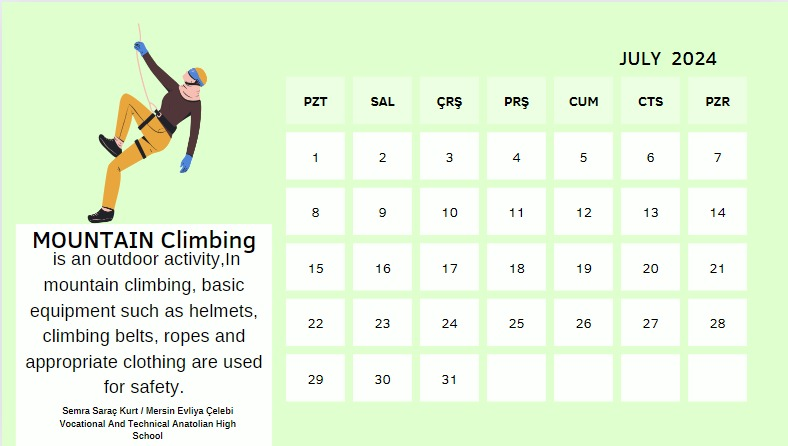 JULY 2024
PZT SAL ÇRŞ PRŞ CUM CTS PZR
1 2 3 4 5 6 7
8 9 10 11 12 13 14
15 16 17 18 19 20 21
22 23 24 25 26 27 28
29 30 31
MOUNTAIN Climbing
is an outdoor activity,In
mountain climbing, basic
equipment such as helmets,
climbing belts, ropes and
appropriate clothing are used
for safety.
Semra Saraç Kurt / Mersin Evliya Çelebi
Vocational And Technical Anatolian High
School